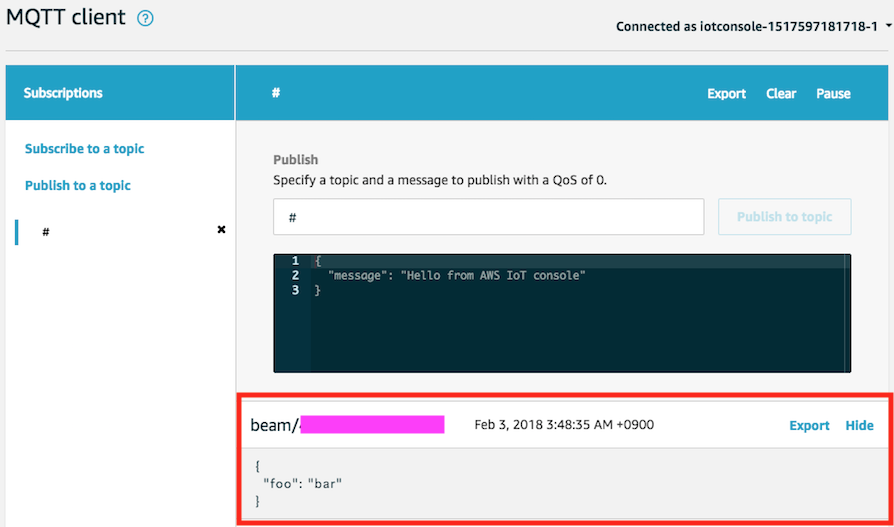 MQTT client ?
Connected as iotconsole-1517597181718-1
Subscriptions
#
Export Clear Pause
Subscribe to a topic
Publish to a topic
#
Publish
Specify a topic and a message to publish with a QoS of 0.
#
Publish to topic
1 {
2 "message": "Hello from AWS IoT console"
3 }
beam/
Feb 3, 2018 3:48:35 AM +0900
Export Hide
{
"foo": "bar"
}